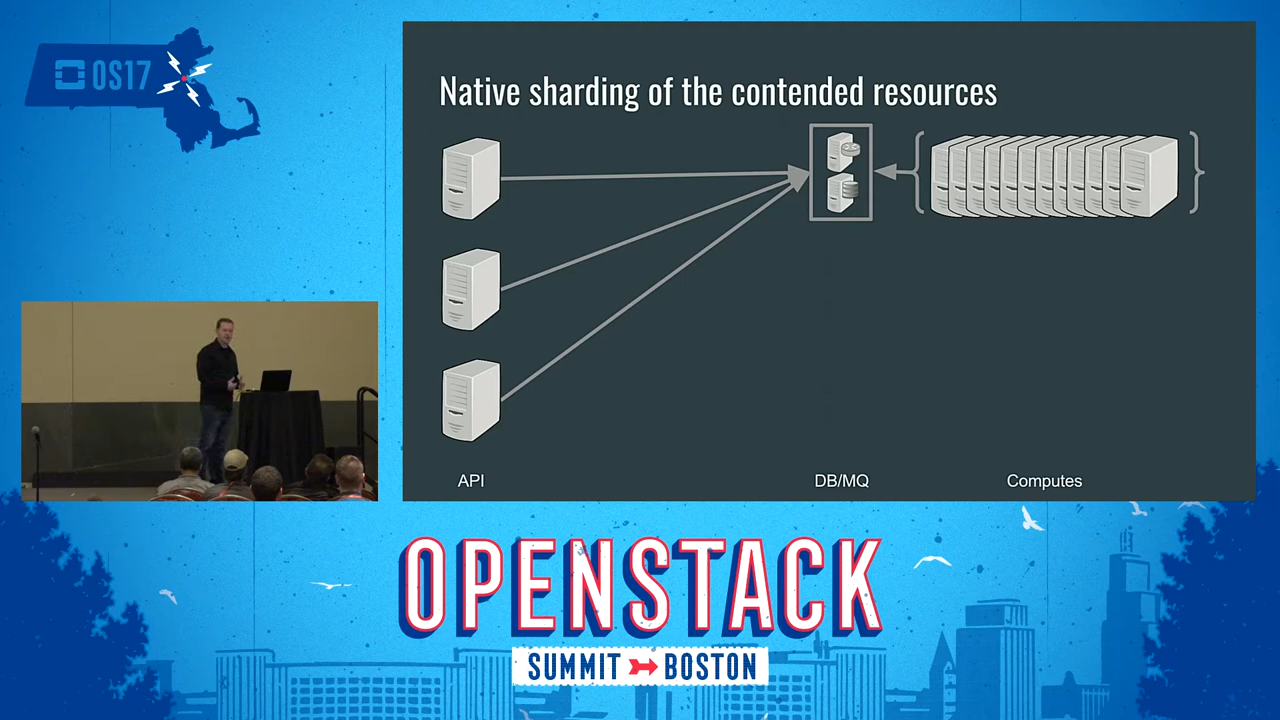 OS17
Native sharding of the contended resources
API
DB/MQ
Computes
OPENSTACK
SUMMIT BOSTON